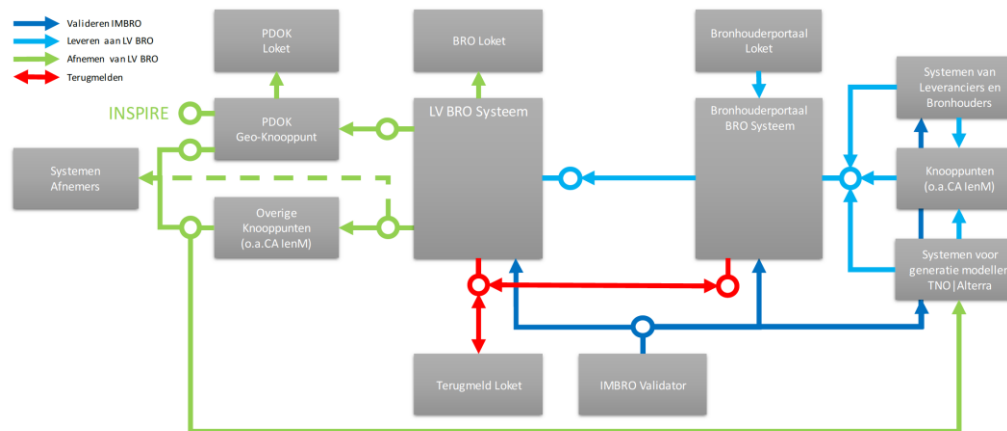 Valideren IMBRO
Leveren aan LV BRO
Afnemen van LV BRO
Terugmelden
PDOK
Loket
BRO Loket
Bronhouderportaal
Loket
Systemen van
Leveranciers en
Bronhouders
INSPIRE
PDOK
Geo-Knooppunt
LV BRO Systeem
Bronhouderportaal
BRO Systeem
Systemen
Afnemers
Knooppunten
(o.a.CA IenM)
Overige
Knooppunten
(o.a.CA IenM)
Systemen voor
generatie modellen
TNO|Alterra
Terugmeld Loket
IMBRO Validator